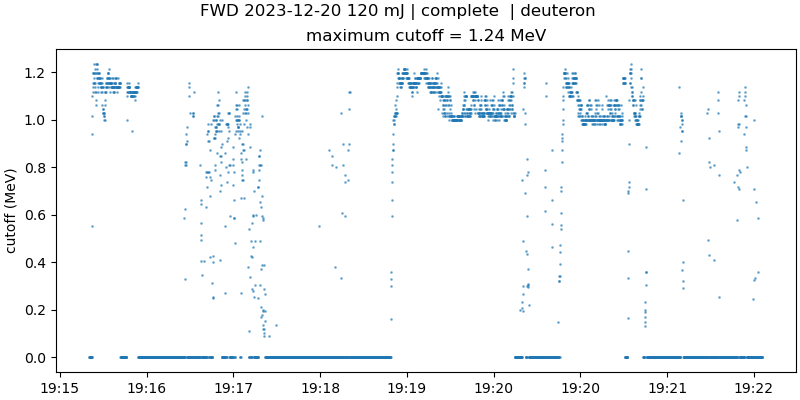 FWD 2023-12-20 120 mJ | complete | deuteron
maximum cutoff = 1.24 MeV
cutoff (MeV)
1.2
1.0
0.8
0.6
0.4
0.2
0.0
19:15 19:16 19:17 19:18 19:19 19:20 19:20 19:21 19:22